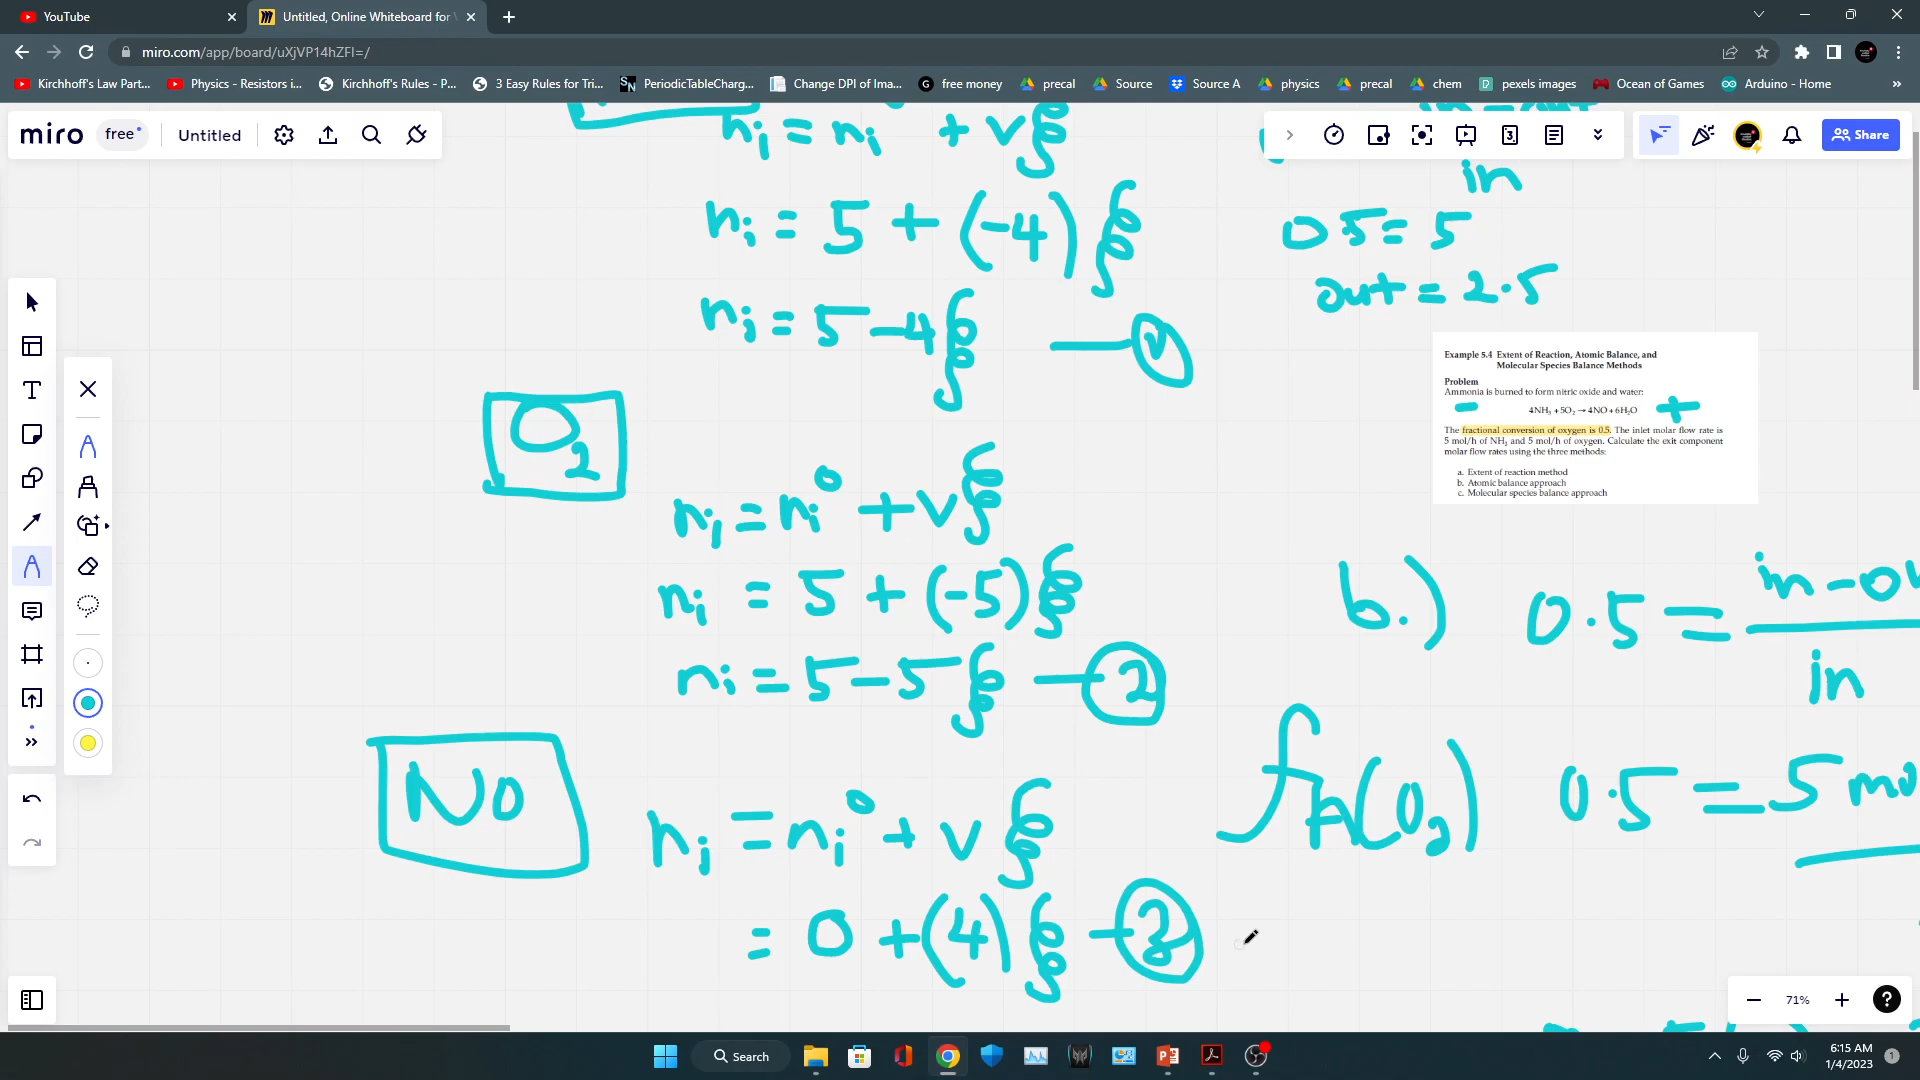 YouTube
Untitled, Online Whiteboard for
miro.com/app/board/uXjVP14hZFI=/
Kirchhoff's Law Part...
Physics - Resistors i...
Kirchhoff's Rules - P...
3 Easy Rules for Tri...
PeriodicTableCharg...
Change DPI of Ima...
free money
precal
Source
Source A
physics
precal
chem
pexels images
Ocean of Games
Arduino - Home
miro
free
Untitled
Share
ni = ni° + vξ
in
ni = 5 + (-4) ξ
0.5 = 5
out = 2.5
ni = 5 - 4ξ
Example 5.4 Extent of Reaction, Atomic Balance, and
Molecular Species Balance Methods
Problem
Ammonia is burned to form nitric oxide and water:
4NH₃ + 5O₂ → 4NO + 6H₂O
- +
The fractional conversion of oxygen is 0.5. The inlet molar flow rate is
5 mol/h of NH₃ and 5 mol/h of oxygen. Calculate the exit component
molar flow rates using the three methods:
a. Extent of reaction method
b. Atomic balance approach
c. Molecular species balance approach
O₂
ni = ni° + vξ
ni = 5 + (-5)ξ
ni = 5 - 5ξ — 2
b.) 0.5 = in - ou
in
NO
ni = ni° + v ξ
= 0 + (4) ξ — 3
0.5 = 5 mo
71%
Search
6:15 AM
1/4/2023
1